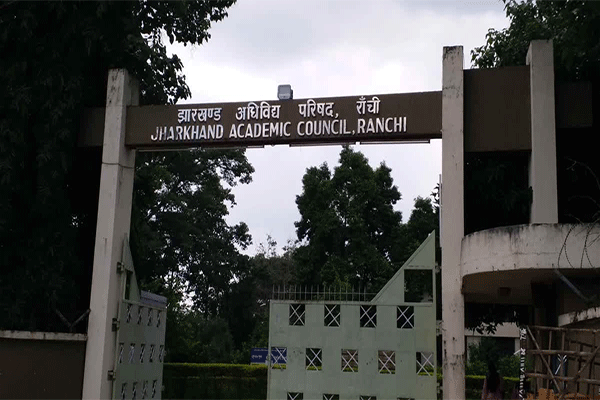 झारखण्ड अधिविद्य परिषद, राँची
JHARKHAND ACADEMIC COUNCIL, RANCHI